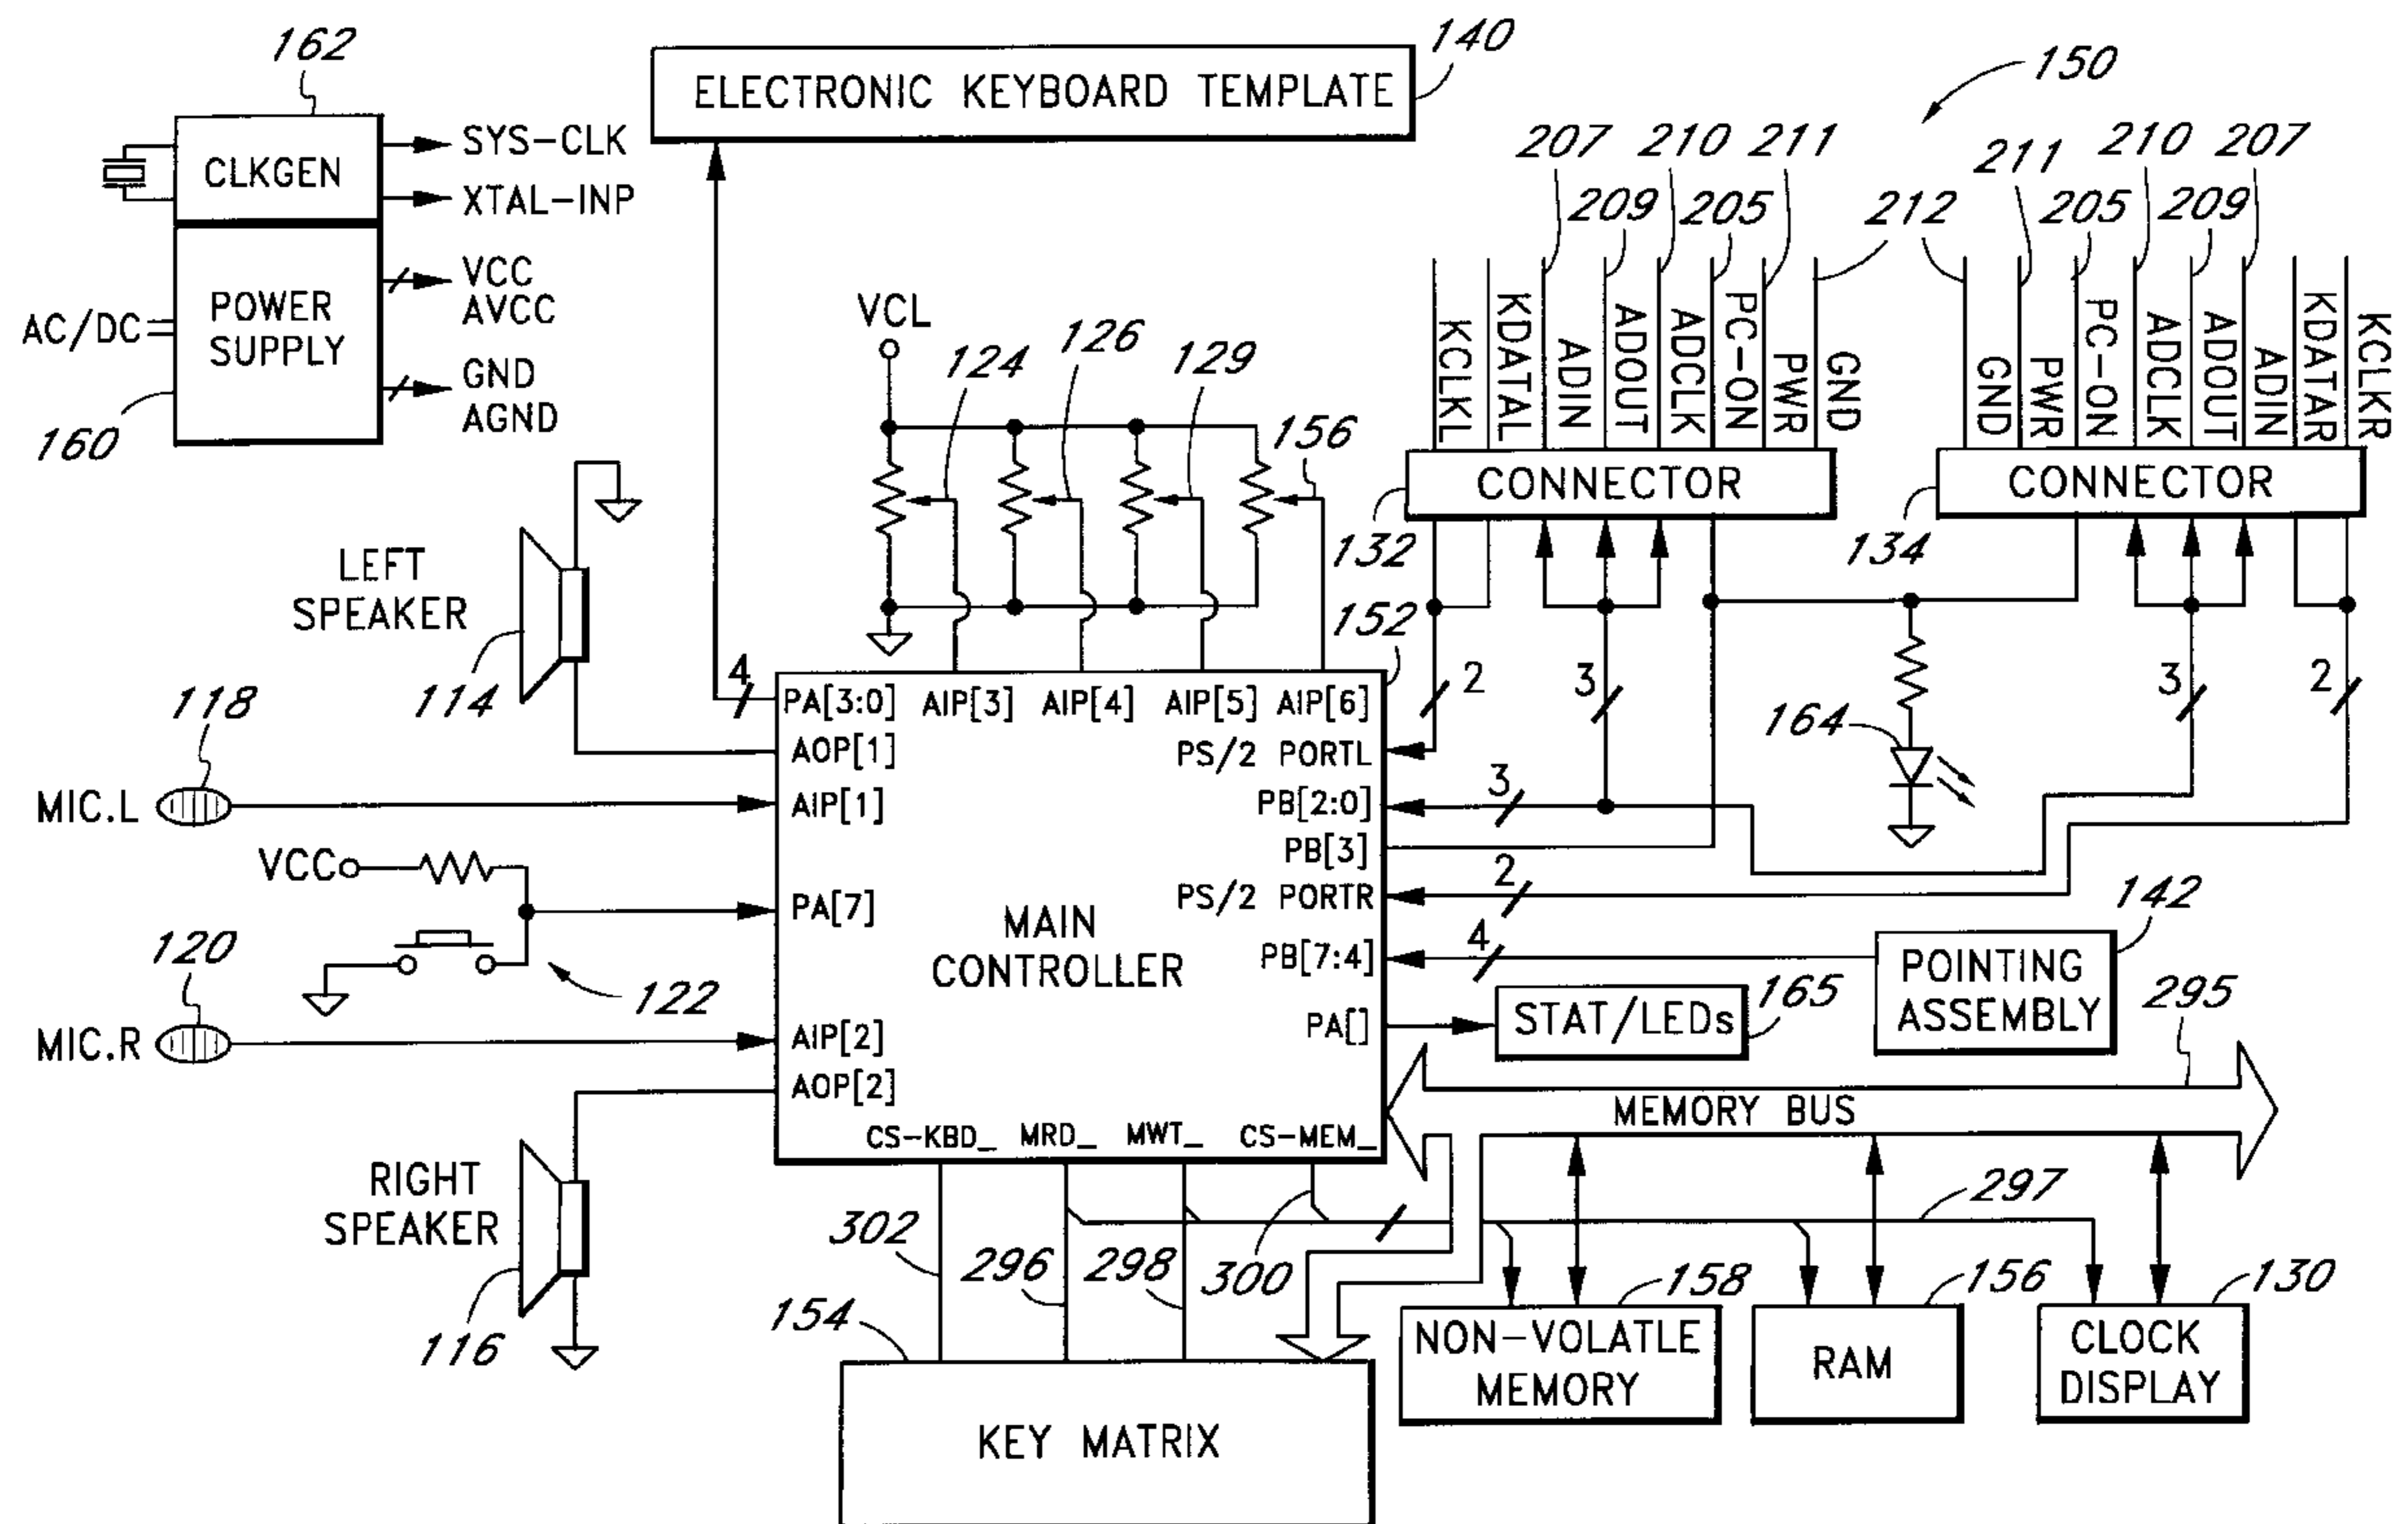 162
140
150
ELECTRONIC KEYBOARD TEMPLATE
SYS-CLK
CLKGEN
XTAL-INP
207
210
211
211
210
207
209
205
212
205
209
VCC
AVCC
POWER
SUPPLY
AC/DC
GND
AGND
160
VCL
124
126
129
156
KCLKL
KDATAL
ADIN
ADOUT
ADCLK
PC-ON
PWR
GND
GND
PWR
PC-ON
ADCLK
ADOUT
ADIN
KDATAR
KCLKR
CONNECTOR
CONNECTOR
132
134
LEFT
SPEAKER
114
152
4
2
3
3
2
164
PA[3:0]
AIP[3]
AIP[4]
AIP[5]
AIP[6]
118
AOP[1]
PS/2 PORTL
MIC.L
AIP[1]
3
PB[2:0]
VCC
PB[3]
PA[7]
2
PS/2 PORTR
MAIN
CONTROLLER
142
120
4
PB[7:4]
POINTING
ASSEMBLY
122
165
295
MIC.R
AIP[2]
PA[]
STAT/LEDs
AOP[2]
MEMORY BUS
CS-KBD_
MRD_
MWT_
CS-MEM_
RIGHT
SPEAKER
116
302
296
298
300
297
154
158
156
130
NON-VOLATLE
MEMORY
RAM
CLOCK
DISPLAY
KEY MATRIX